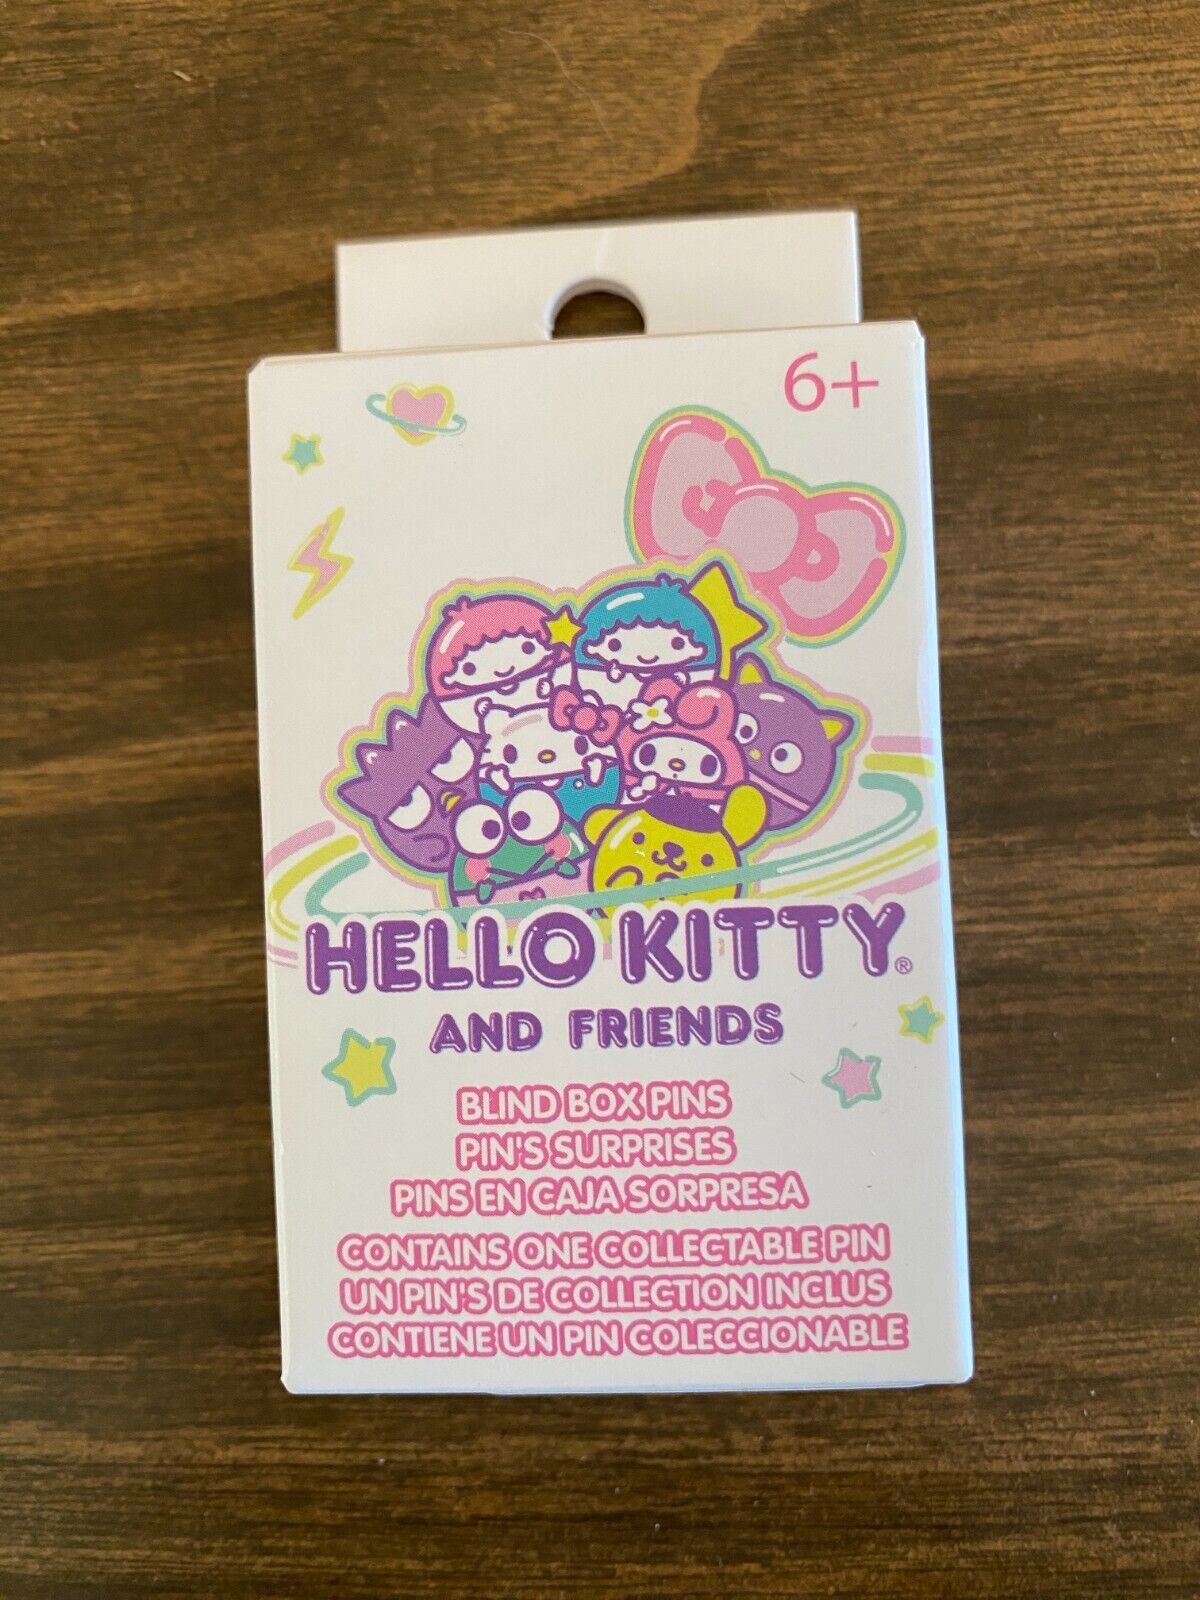 6+
HELLO KITTY®
AND FRIENDS
BLIND BOX PINS
PIN'S SURPRISES
PINS EN CAJA SORPRESA
CONTAINS ONE COLLECTABLE PIN
UN PIN'S DE COLLECTION INCLUS
CONTIENE UN PIN COLECCIONABLE